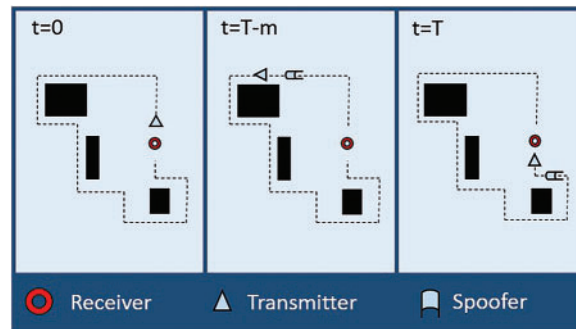 t=0
t=T-m
t=T
Receiver
Transmitter
Spoofer